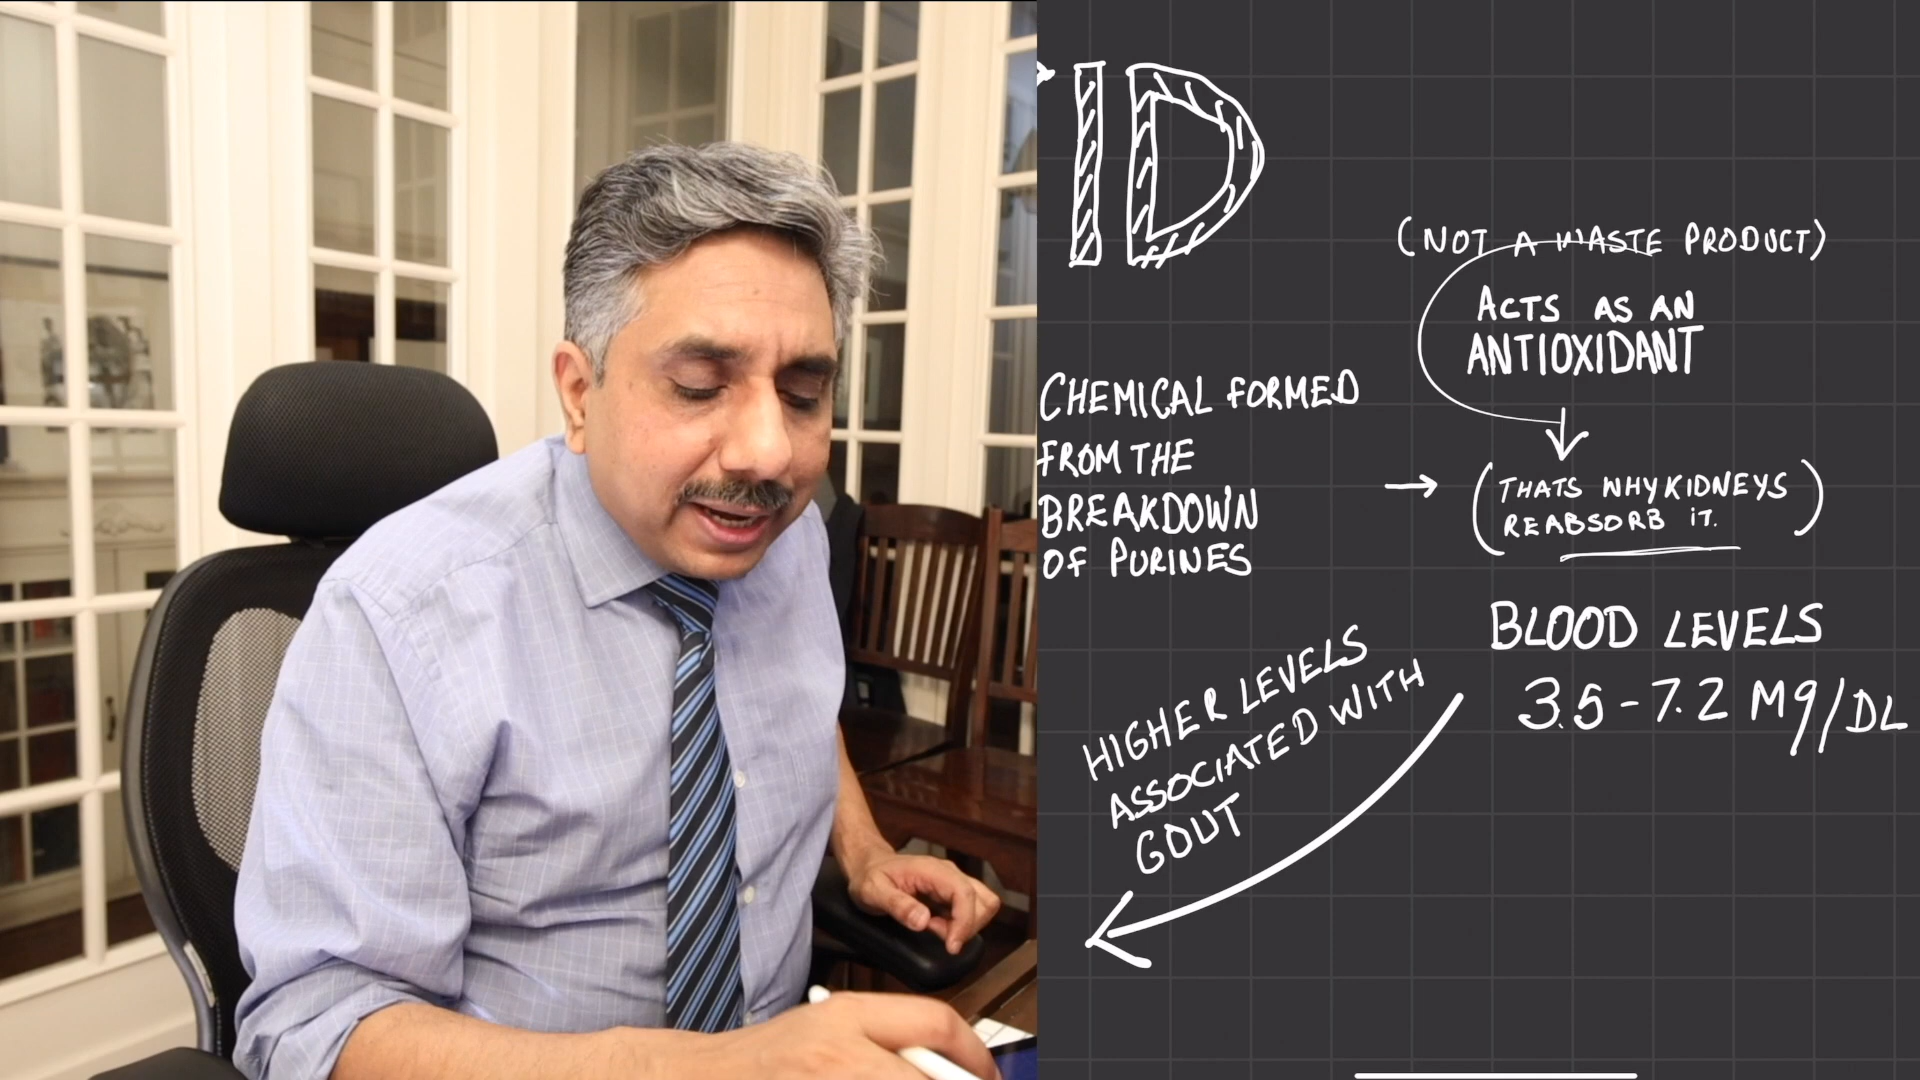 ID
(NOT A WASTE PRODUCT)
ACTS AS AN
ANTIOXIDANT
CHEMICAL FORMED
FROM THE
BREAKDOWN
OF PURINES
→ (THATS WHY KIDNEYS
REABSORB IT.)
BLOOD LEVELS
3.5-7.2 Mg/DL
HIGHER LEVELS
ASSOCIATED WITH
GOUT